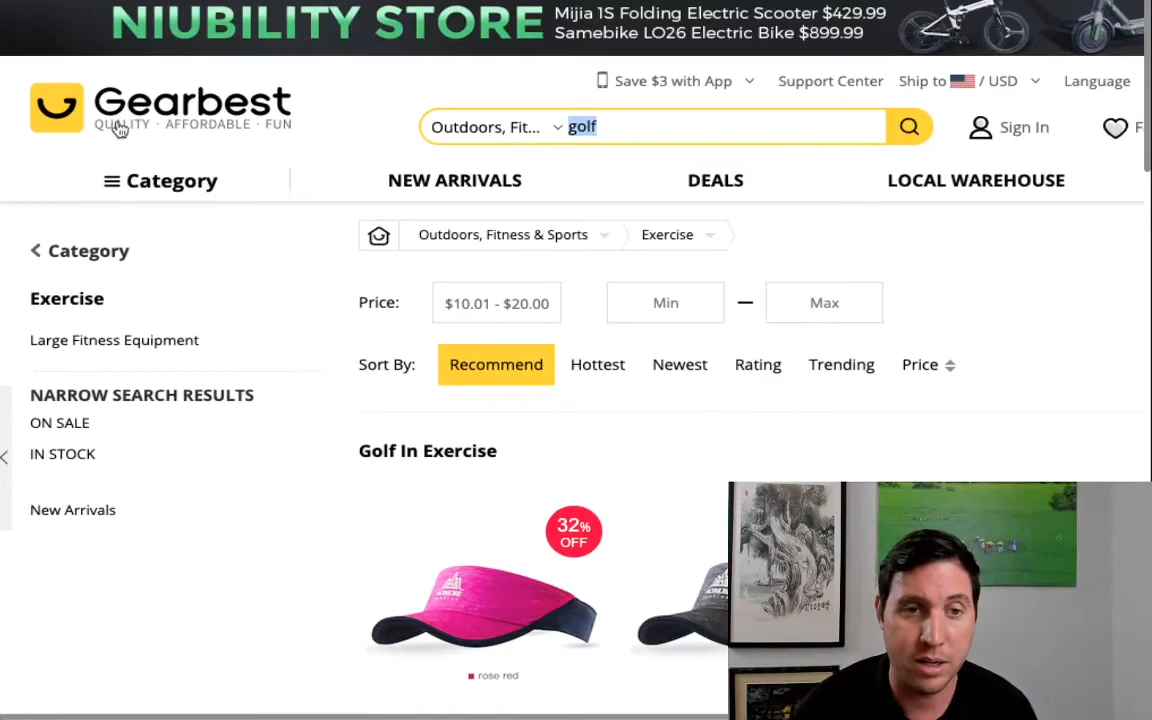 NIUBILITY STORE
Mijia 1S Folding Electric Scooter $429.99
Samebike LO26 Electric Bike $899.99
Save $3 with App
Support Center
Ship to / USD
Language
Gearbest
QUALITY · AFFORDABLE · FUN
Outdoors, Fit...
golf
Sign In
F
Category
NEW ARRIVALS
DEALS
LOCAL WAREHOUSE
Category
Outdoors, Fitness & Sports
Exercise
Exercise
Price:
$10.01 - $20.00
Min
Max
Large Fitness Equipment
Sort By:
Recommend
Hottest
Newest
Rating
Trending
Price
NARROW SEARCH RESULTS
ON SALE
IN STOCK
New Arrivals
Golf In Exercise
32%
OFF
rose red